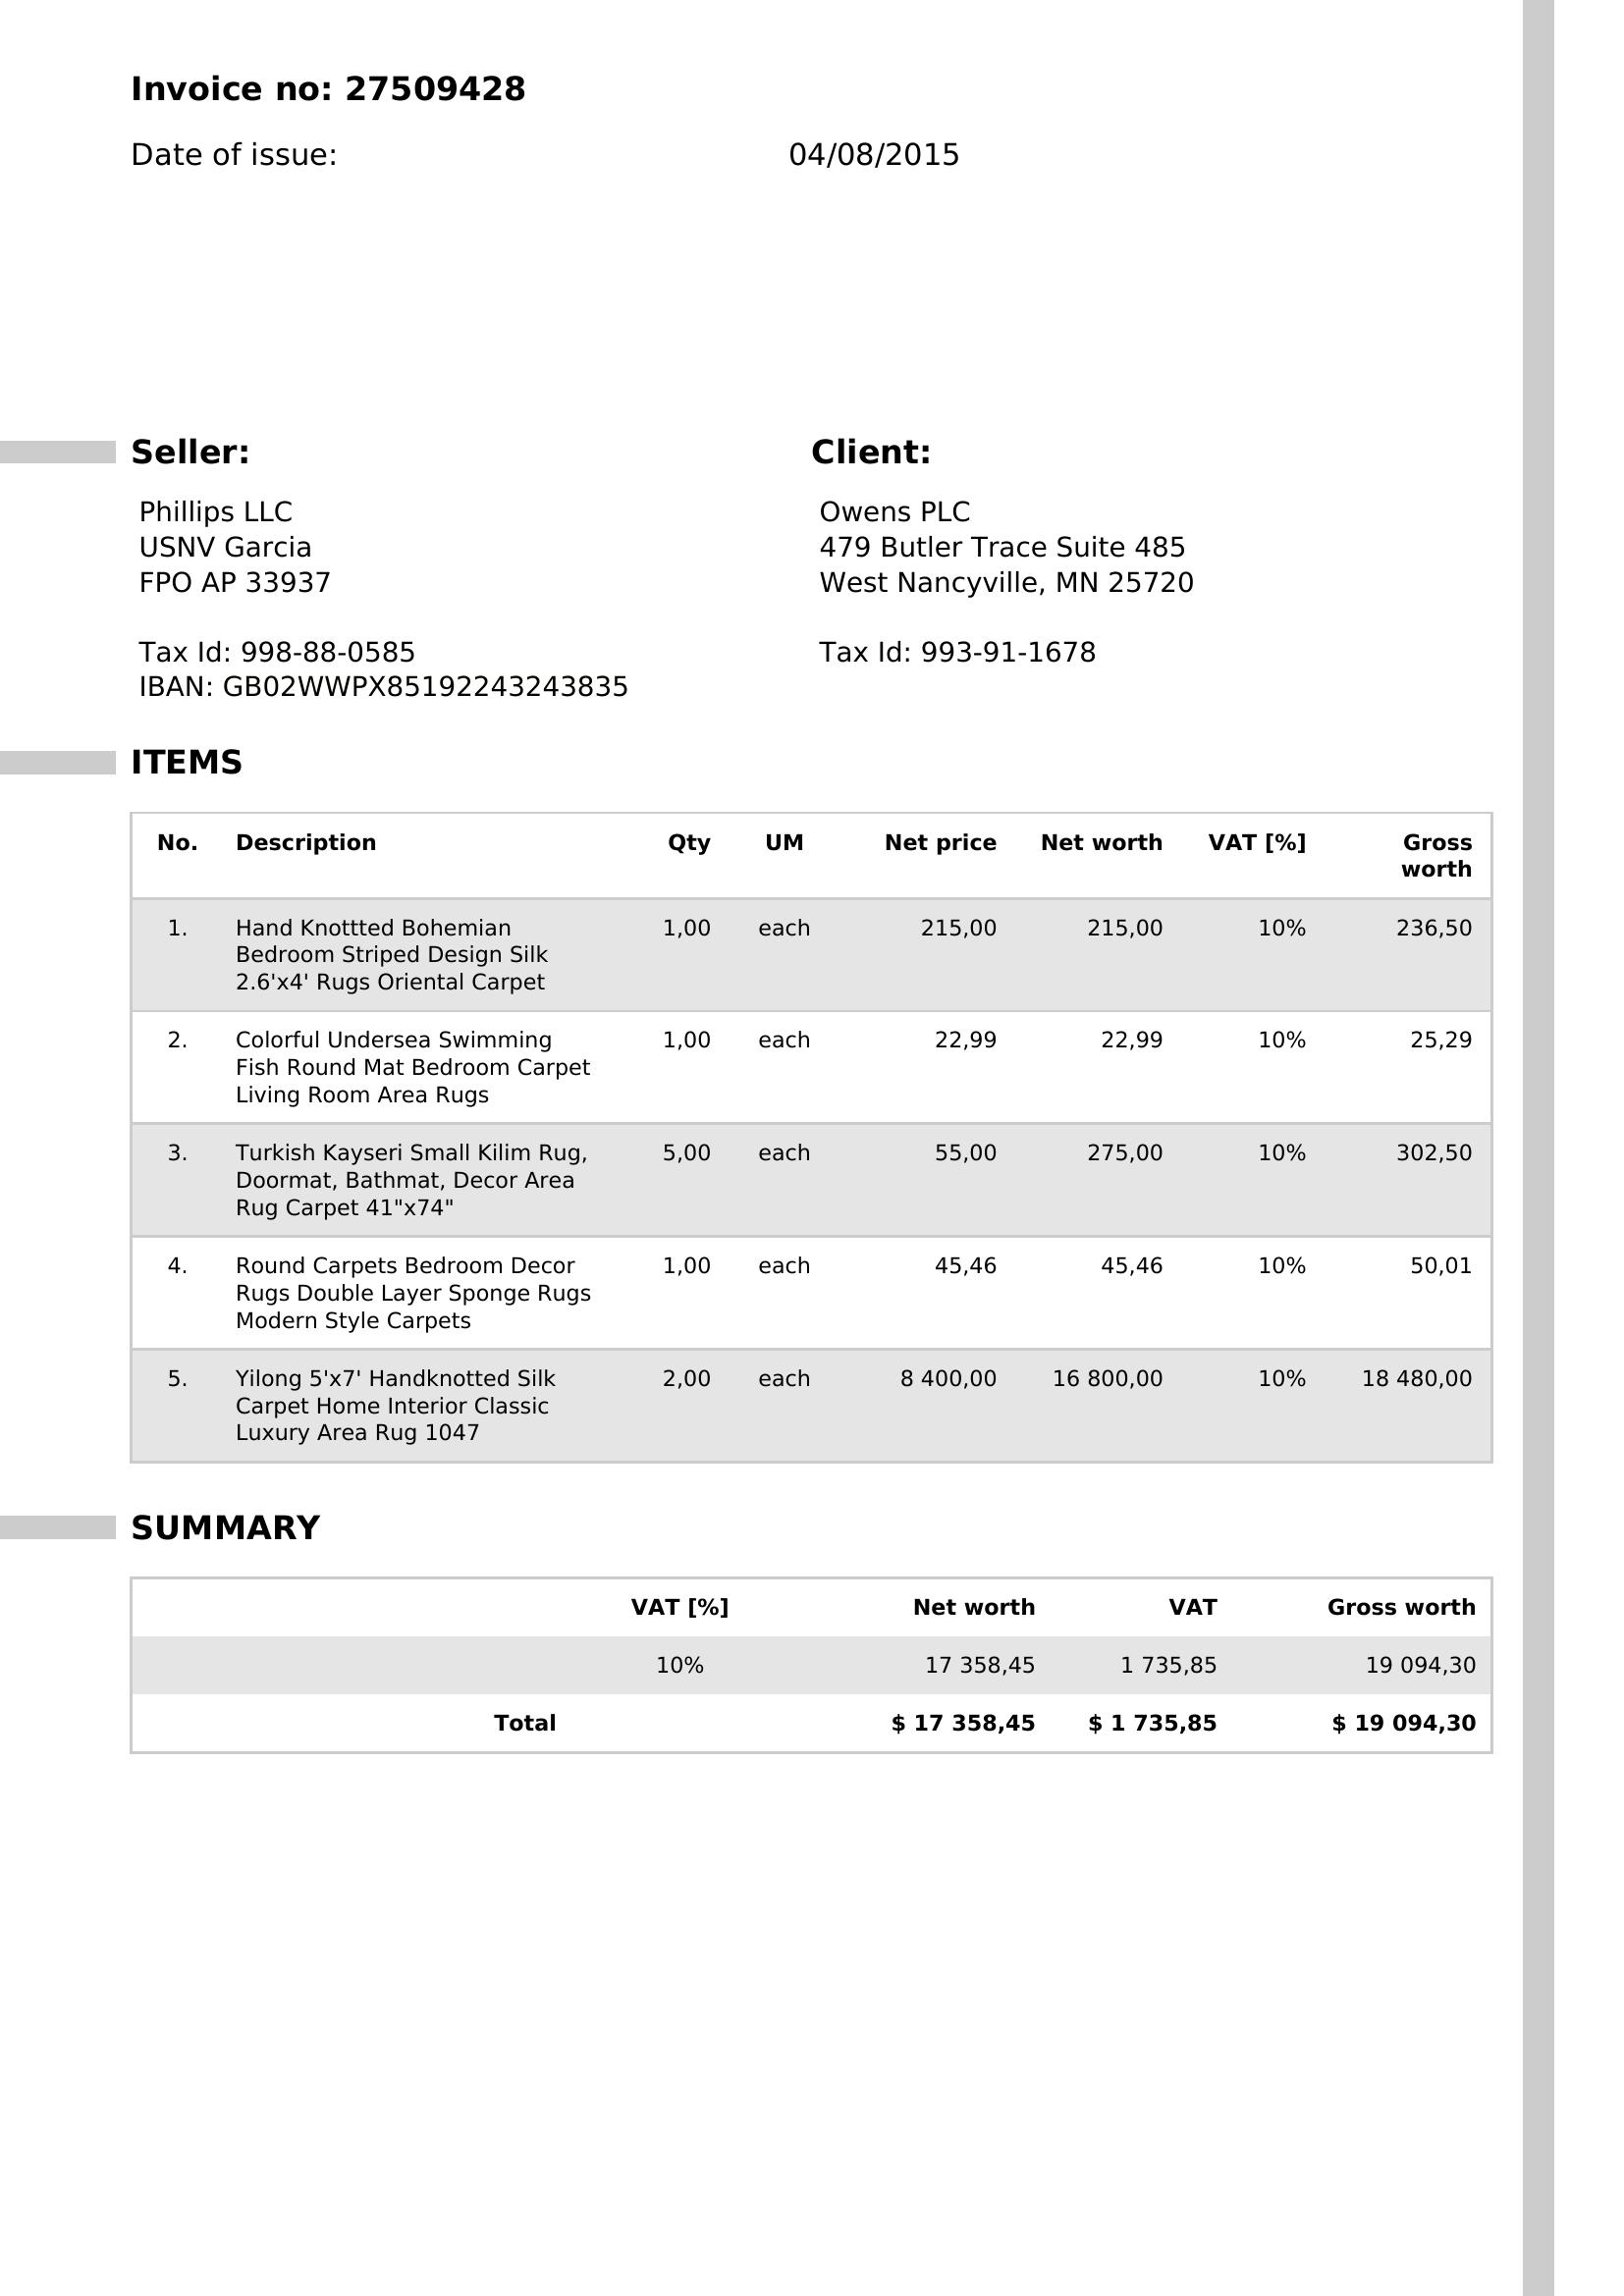 Invoice no: 27509428
Date of issue: 04/08/2015
Seller: Client:
Phillips LLC Owens PLC
USNV Garcia 479 Butler Trace Suite 485
FPO AP 33937 West Nancyville, MN 25720
Tax Id: 998-88-0585 Tax Id: 993-91-1678
IBAN: GB02WWPX85192243243835
ITEMS
No. Description Qty UM Net price Net worth VAT [%] Gross
worth
1. Hand Knottted Bohemian 1,00 each 215,00 215,00 10% 236,50
Bedroom Striped Design Silk
2.6'x4' Rugs Oriental Carpet
2. Colorful Undersea Swimming 1,00 each 22,99 22,99 10% 25,29
Fish Round Mat Bedroom Carpet
Living Room Area Rugs
3. Turkish Kayseri Small Kilim Rug, 5,00 each 55,00 275,00 10% 302,50
Doormat, Bathmat, Decor Area
Rug Carpet 41"x74"
4. Round Carpets Bedroom Decor 1,00 each 45,46 45,46 10% 50,01
Rugs Double Layer Sponge Rugs
Modern Style Carpets
5. Yilong 5'x7' Handknotted Silk 2,00 each 8 400,00 16 800,00 10% 18 480,00
Carpet Home Interior Classic
Luxury Area Rug 1047
SUMMARY
VAT [%] Net worth VAT Gross worth
10% 17 358,45 1 735,85 19 094,30
Total $ 17 358,45 $ 1 735,85 $ 19 094,30